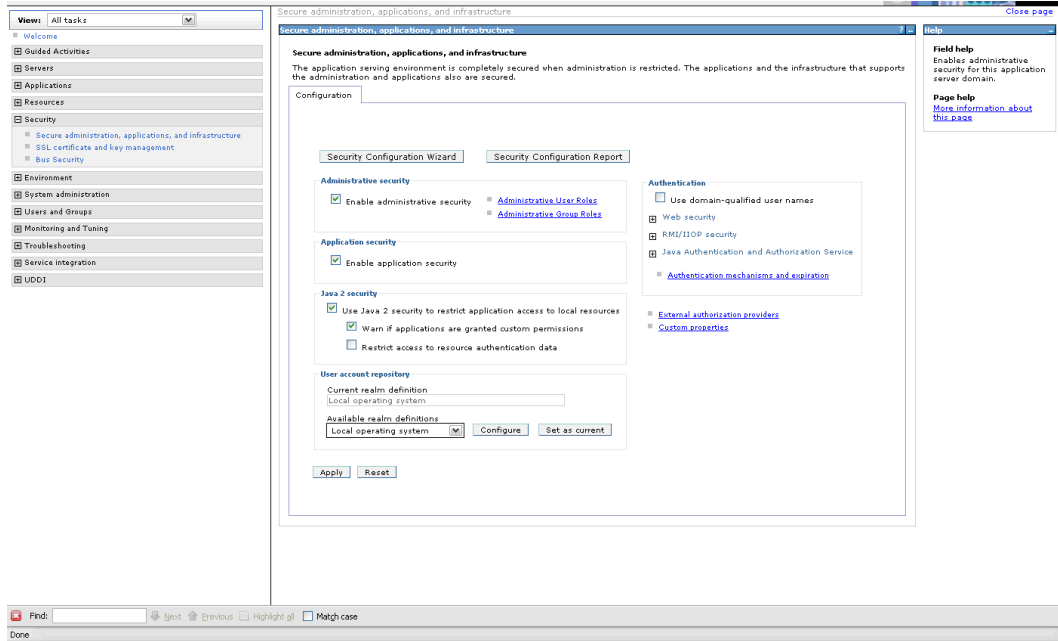 View: All tasks
Welcome
Guided Activities
Servers
Applications
Resources
Security
Secure administration, applications, and infrastructure
SSL certificate and key management
Bus Security
Environment
System administration
Users and Groups
Monitoring and Tuning
Troubleshooting
Service integration
UDDI
Secure administration, applications, and infrastructure
Close page
Secure administration, applications, and infrastructure ? _
Secure administration, applications, and infrastructure
The application serving environment is completely secured when administration is restricted. The applications and the infrastructure that supports
the administration and applications also are secured.
Configuration
Security Configuration Wizard
Security Configuration Report
Administrative security
Enable administrative security
Administrative User Roles
Administrative Group Roles
Application security
Enable application security
Java 2 security
Use Java 2 security to restrict application access to local resources
Warn if applications are granted custom permissions
Restrict access to resource authentication data
User account repository
Current realm definition
Local operating system
Available realm definitions
Local operating system
Configure
Set as current
Apply
Reset
Authentication
Use domain-qualified user names
Web security
RMI/IIOP security
Java Authentication and Authorization Service
Authentication mechanisms and expiration
External authorization providers
Custom properties
Help _
Field help
Enables administrative
security for this application
server domain.
Page help
More information about
this page
Find: Next Previous Highlight all Match case
Done